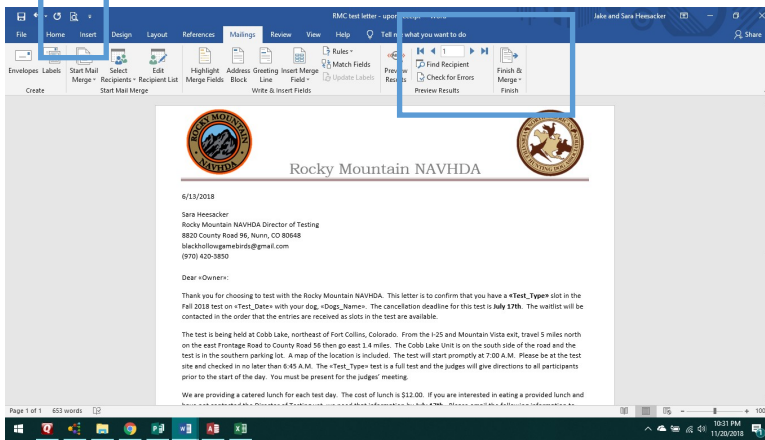 RMC test letter - upon
Jake and Sara Heesacker
File Home Insert Design Layout References Mailings Review View Help Tell me what you want to do Share
Envelopes Labels Start Mail Merge Select Recipients Edit Recipient List Highlight Merge Fields Address Block Greeting Line Insert Merge Field Rules Match Fields Update Labels Preview Results 1 Find Recipient Check for Errors Finish & Merge
Create Start Mail Merge Write & Insert Fields Preview Results Finish
ROCKY MOUNTAIN
NAVHDA
Rocky Mountain NAVHDA
6/13/2018
Sara Heesacker
Rocky Mountain NAVHDA Director of Testing
8820 County Road 96, Nunn, CO 80648
blackhollowgamebirds@gmail.com
(970) 420-3850
Dear «Owner»:
Thank you for choosing to test with the Rocky Mountain NAVHDA. This letter is to confirm that you have a «Test_Type» slot in the
Fall 2018 test on «Test_Date» with your dog, «Dogs_Name». The cancellation deadline for this test is July 17th. The waitlist will be
contacted in the order that the entries are received as slots in the test are available.
The test is being held at Cobb Lake, northeast of Fort Collins, Colorado. From the I-25 and Mountain Vista exit, travel 5 miles north
on the east Frontage Road to County Road 56 then go east 1.4 miles. The Cobb Lake Unit is on the south side of the road and the
test is in the southern parking lot. A map of the location is included. The test will start promptly at 7:00 A.M. Please be at the test
site and checked in no later than 6:45 A.M. The «Test_Type» test is a full test and the judges will give directions to all participants
prior to the start of the day. You must be present for the judges' meeting.
We are providing a catered lunch for each test day. The cost of lunch is $12.00. If you are interested in eating a provided lunch and
Page 1 of 1 653 words 100
10:31 PM
11/20/2018